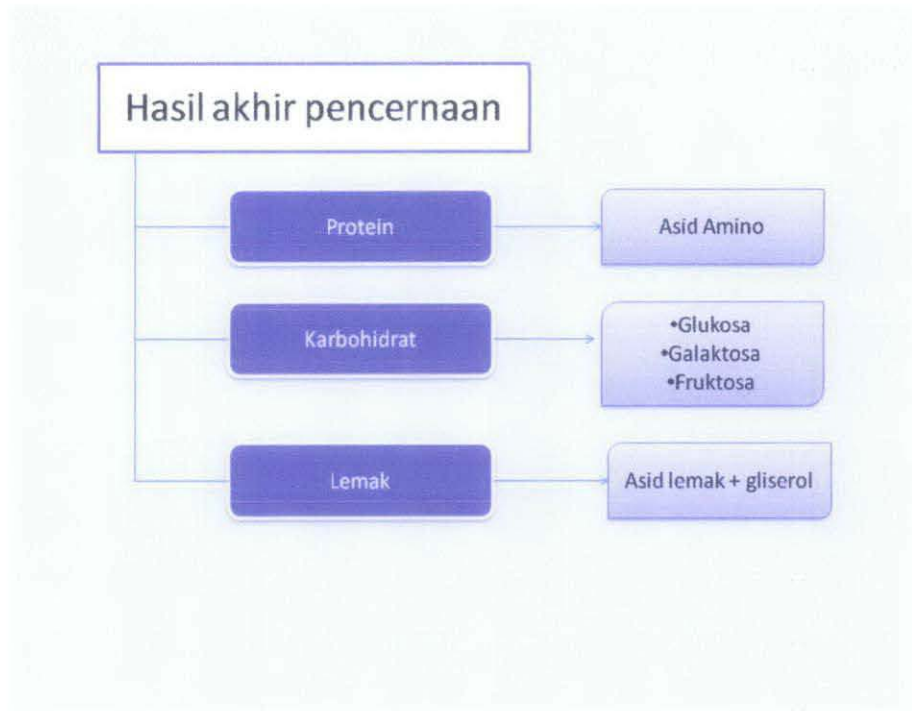 Hasil akhir pencernaan
Protein
Asid Amino
Karbohidrat
•Glukosa
•Galaktosa
•Fruktosa
Lemak
Asid lemak + gliserol